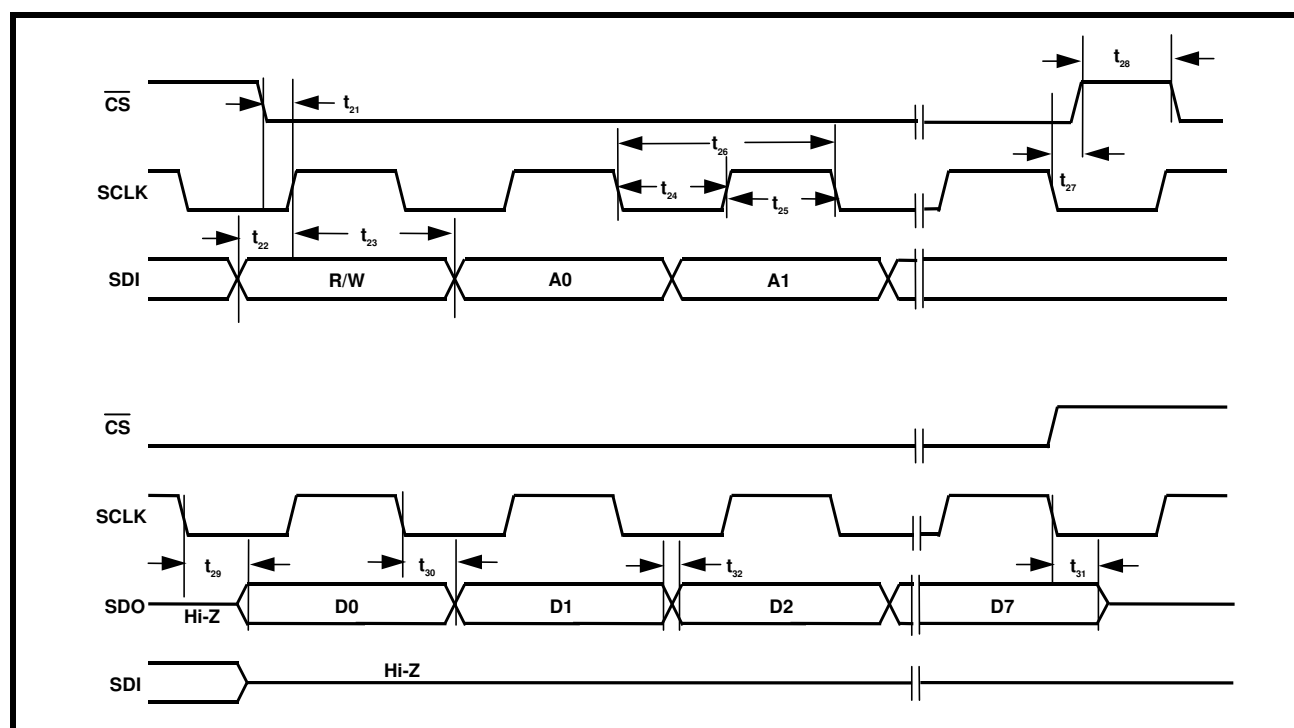 t28
CS
t21
t26
SCLK
t24
t25
t27
t22
t23
SDI
R/W
A0
A1
CS
SCLK
t29
t30
t32
t31
SDO
Hi-Z
D0
D1
D2
D7
SDI
Hi-Z